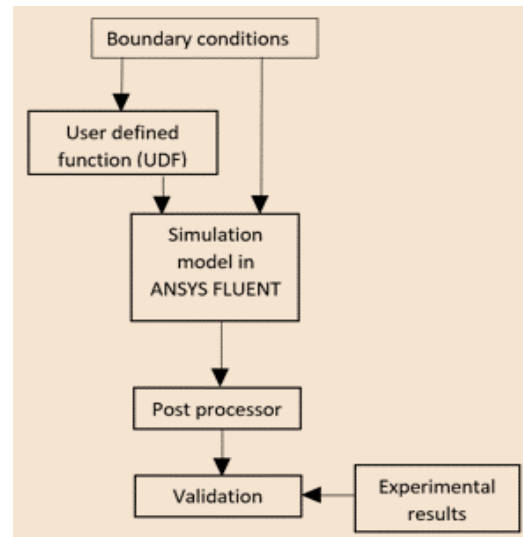 Boundary conditions
User defined
function (UDF)
Simulation
model in
ANSYS FLUENT
Post processor
Validation
Experimental
results